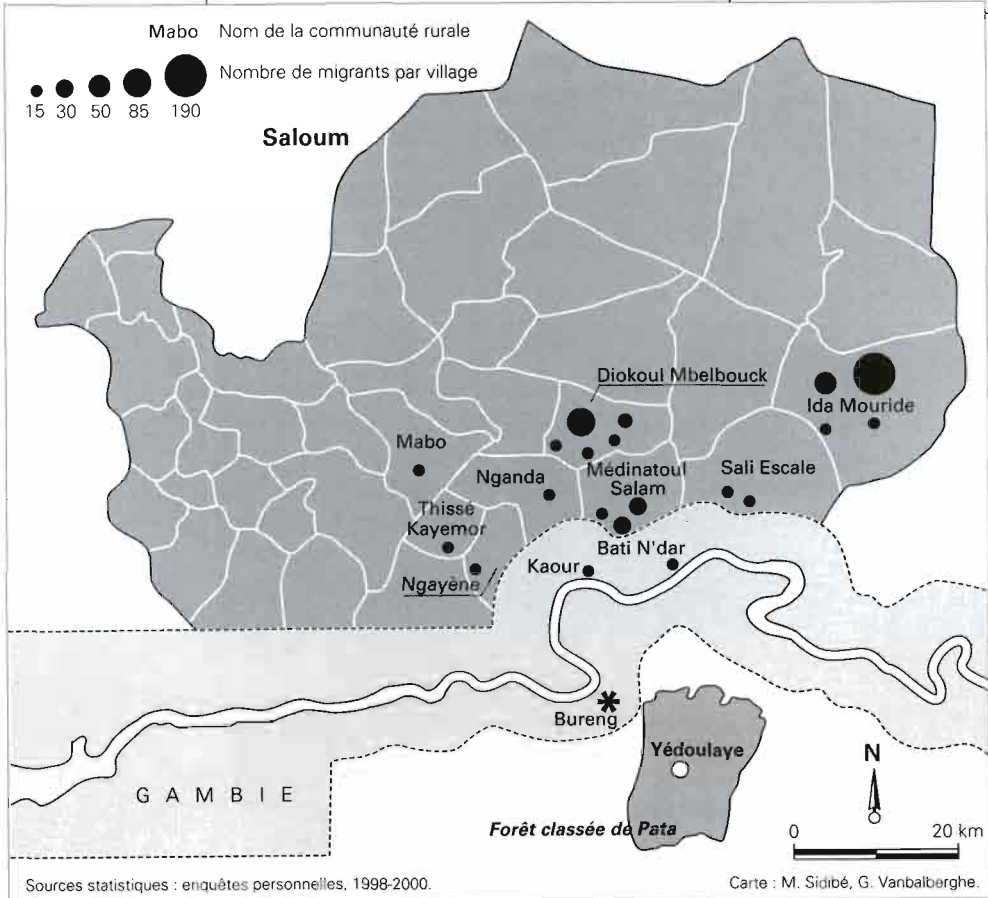 Mabo Nom de la communauté rurale
Nombre de migrants par village
15 30 50 85 190
Saloum
Diokoul Mbelbouck
Ida Mouride
Mabo
Nganda
Médinatoul
Salam
Sali Escale
Thissé
Kayemor
Ngayène
Kaour
Bati N'dar
Bureng
Yédoulaye
GAMBIE
Forêt classée de Pata
N
0 20 km
Sources statistiques : enquêtes personnelles, 1998-2000.
Carte : M. Sidibé, G. Vanbalberghe.